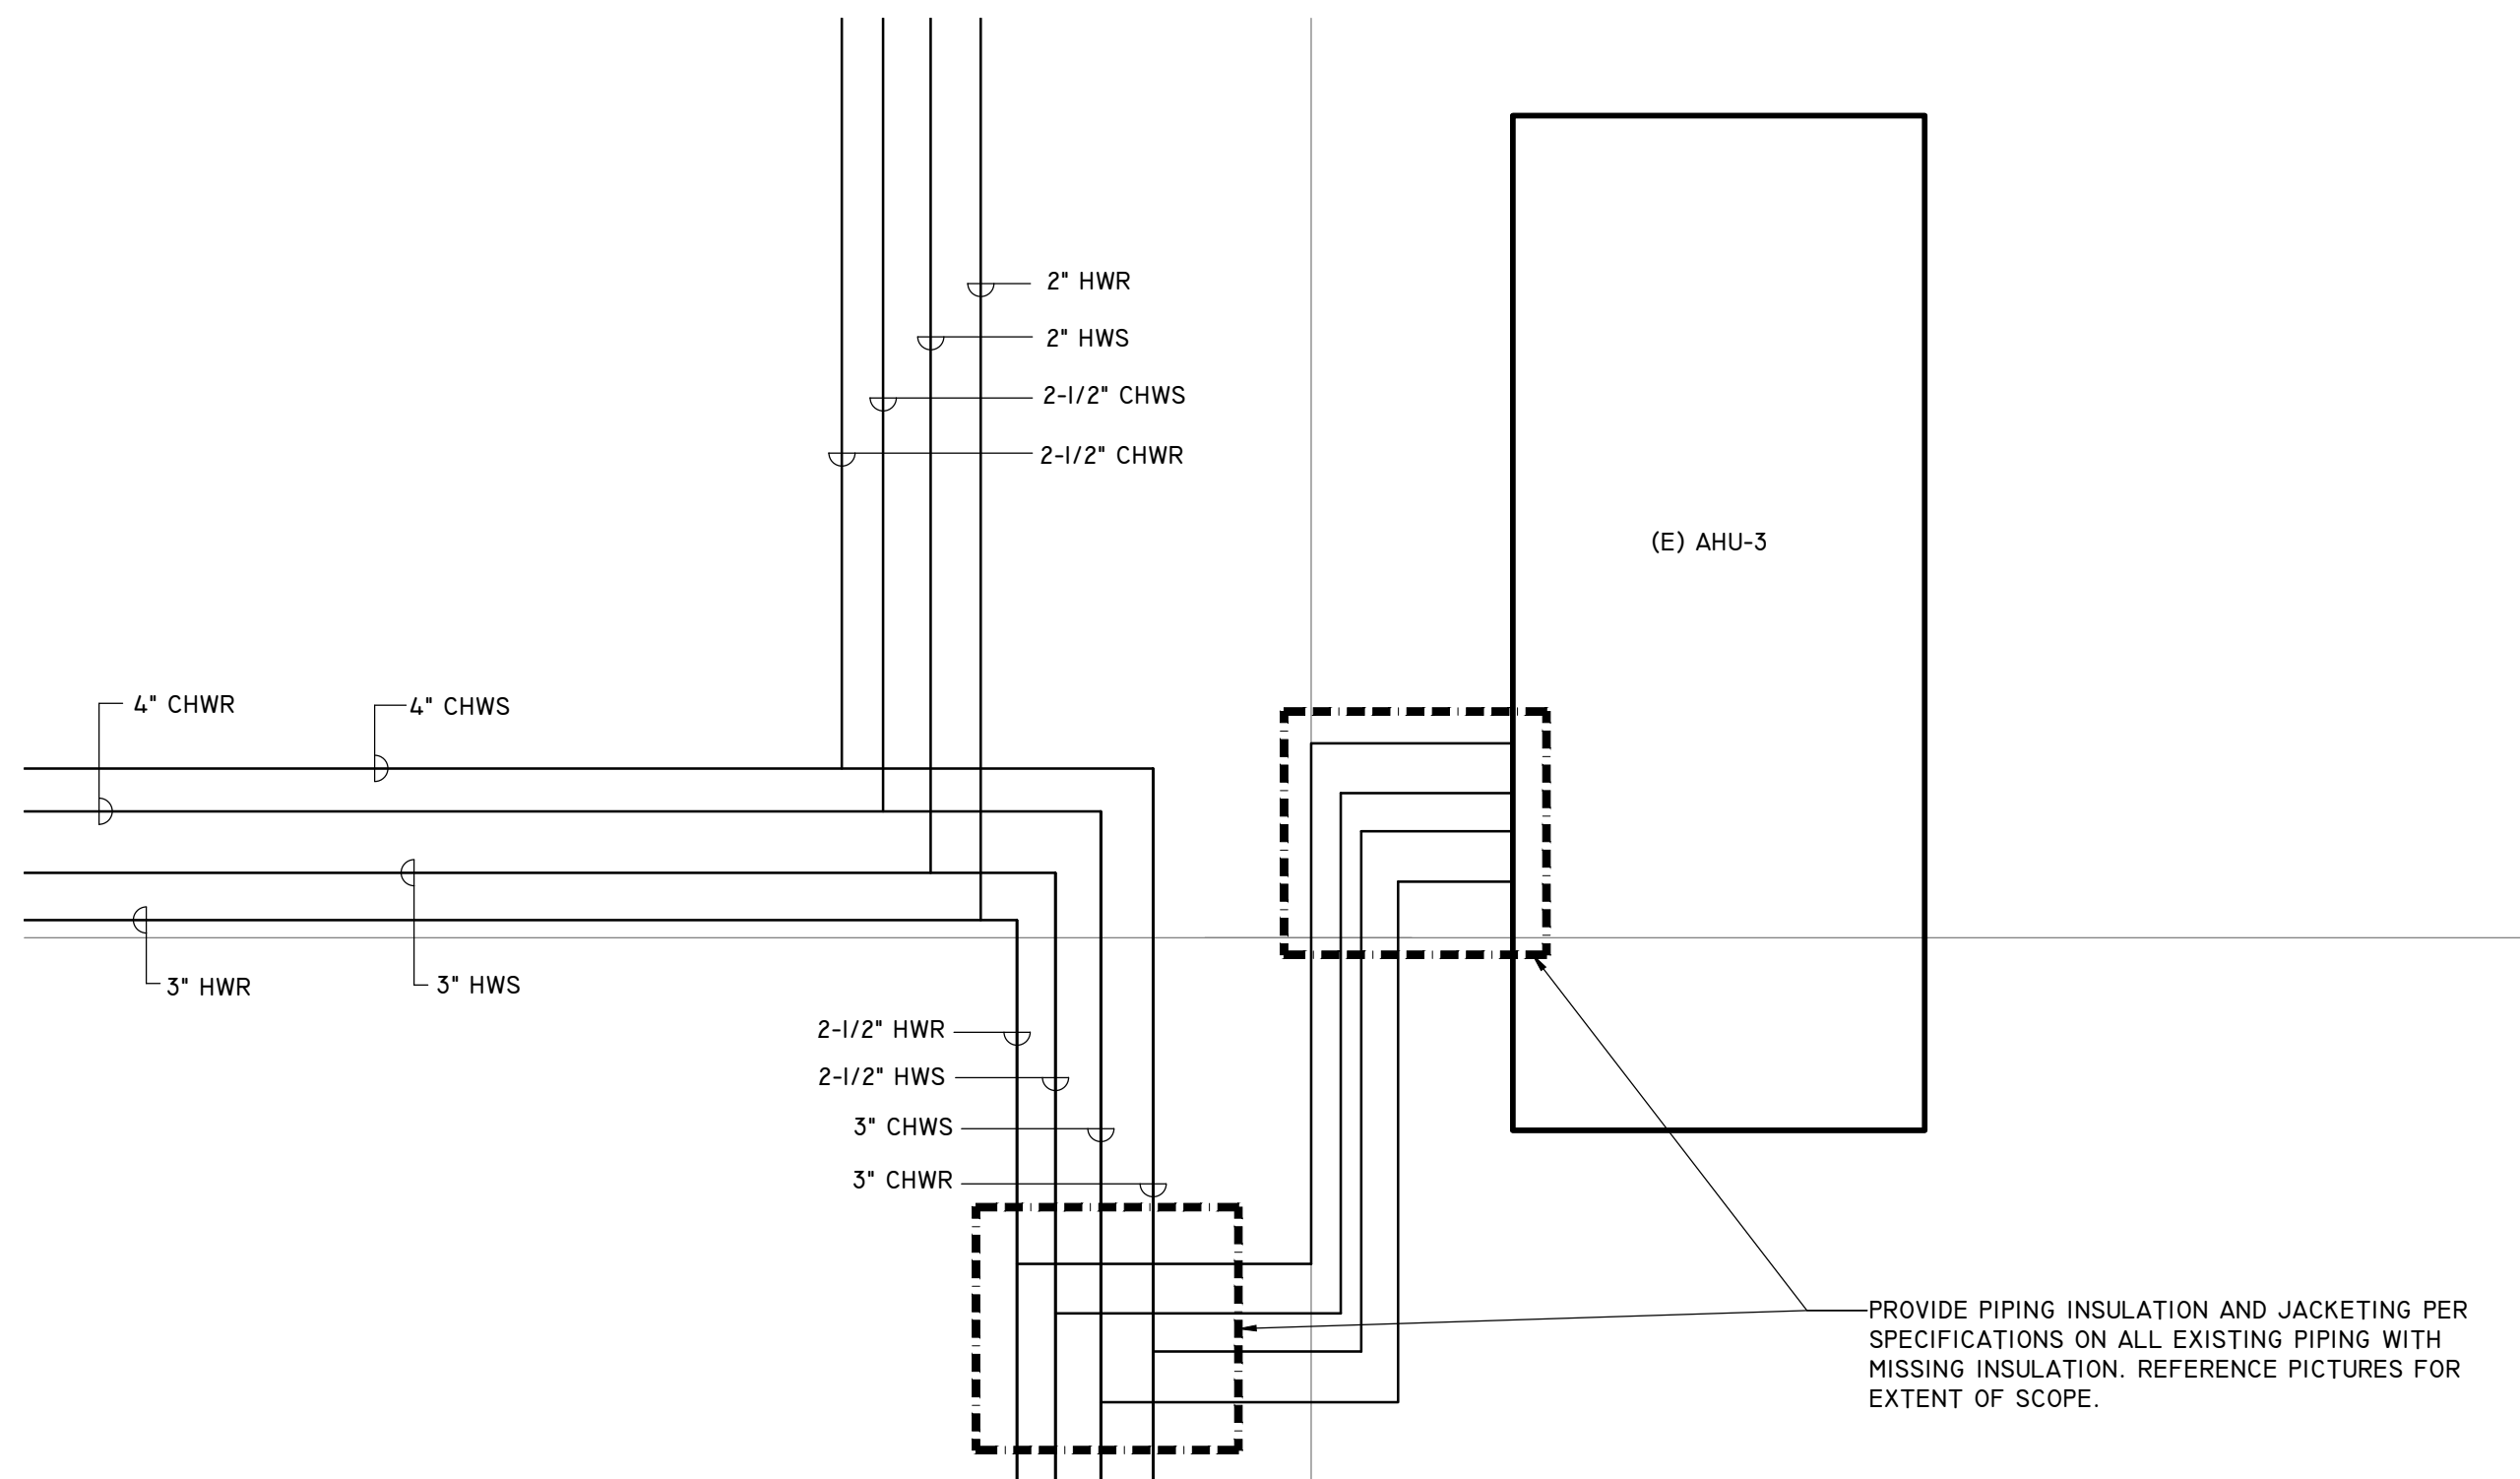 2" HWR
2" HWS
2-1/2" CHWS
2-1/2" CHWR
(E) AHU-3
4" CHWR
4" CHWS
3" HWR
3" HWS
2-1/2" HWR
2-1/2" HWS
3" CHWS
3" CHWR
PROVIDE PIPING INSULATION AND JACKETING PER
SPECIFICATIONS ON ALL EXISTING PIPING WITH
MISSING INSULATION. REFERENCE PICTURES FOR
EXTENT OF SCOPE.